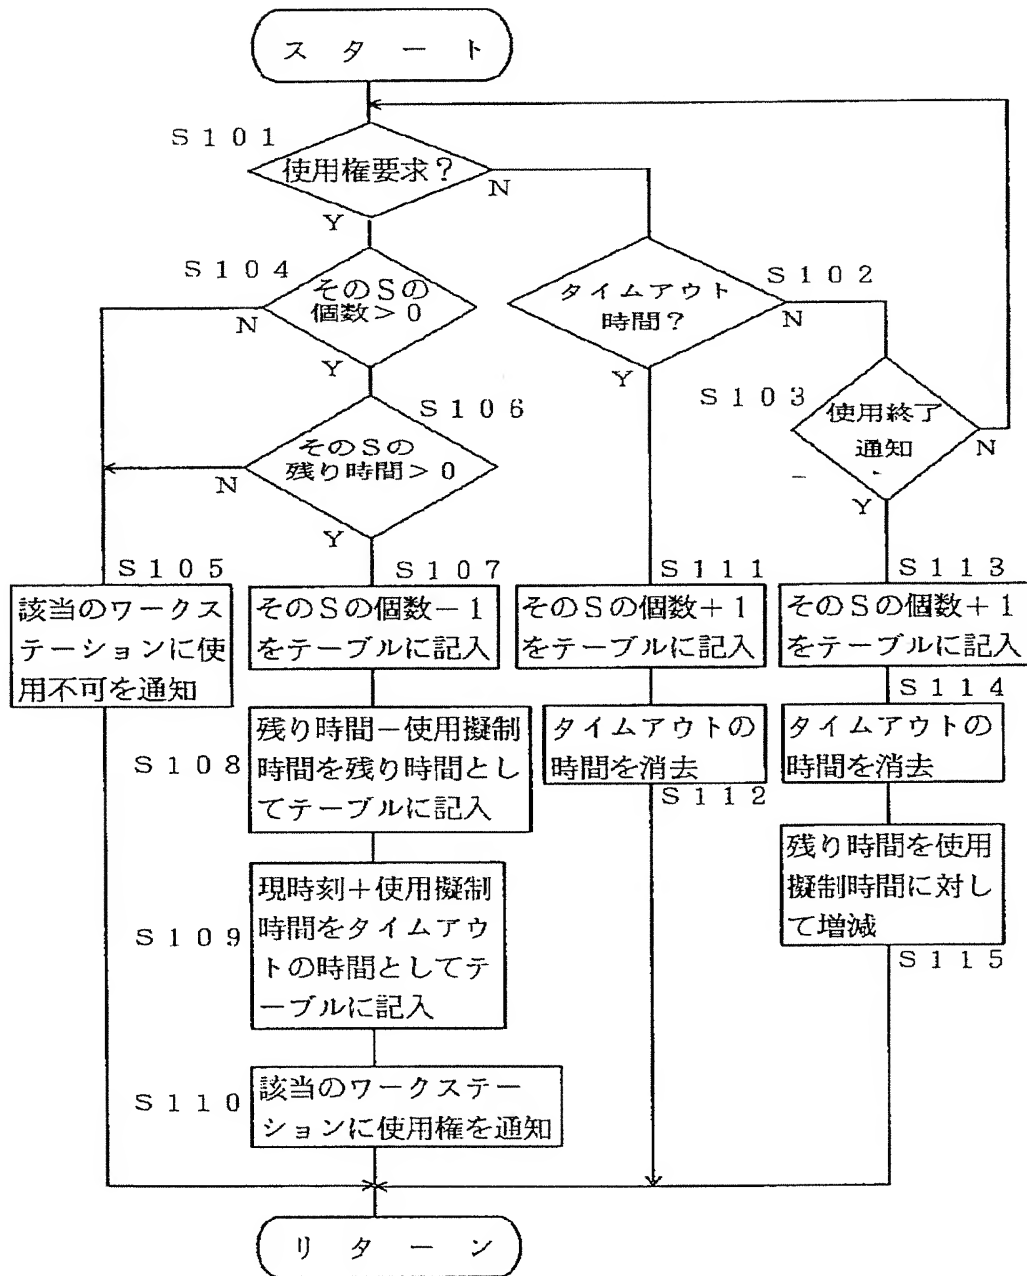 スタート
S101
使用権要求?
N
Y
S104
そのSの
個数>0
N
Y
S102
タイムアウト
時間?
N
Y
S106
そのSの
残り時間>0
N
Y
S103
使用終了
通知
N
Y
S105
該当のワークス
テーションに使
用不可を通知
S107
そのSの個数-1
をテーブルに記入
S111
そのSの個数+1
をテーブルに記入
S113
そのSの個数+1
をテーブルに記入
S108
残り時間-使用擬制
時間を残り時間とし
てテーブルに記入
タイムアウトの
時間を消去
S112
S114
タイムアウトの
時間を消去
S109
現時刻+使用擬制
時間をタイムアウ
トの時間としてテ
ーブルに記入
残り時間を使用
擬制時間に対し
て増減
S115
S110
該当のワークステー
ションに使用権を通知
リターン